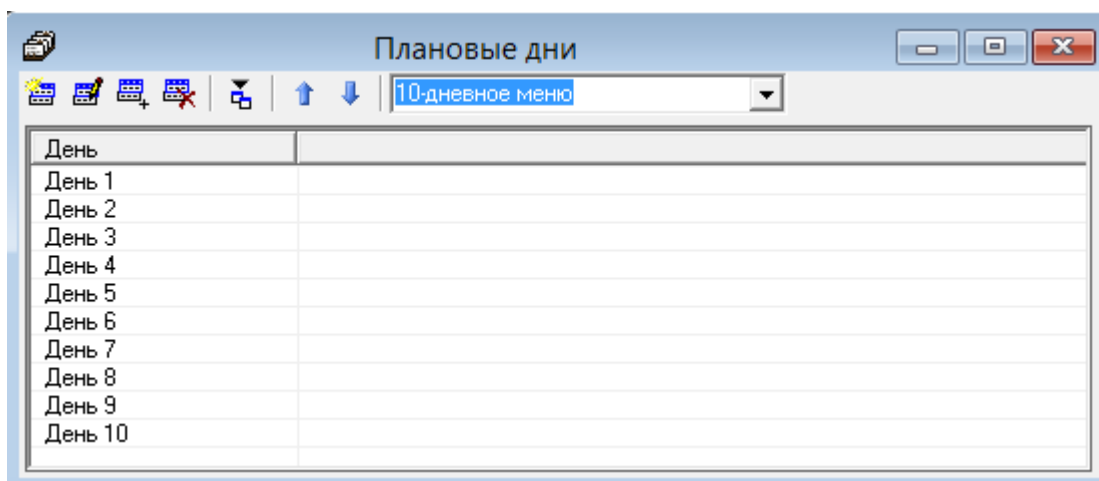 Плановые дни
10-дневное меню
День
День 1
День 2
День 3
День 4
День 5
День 6
День 7
День 8
День 9
День 10